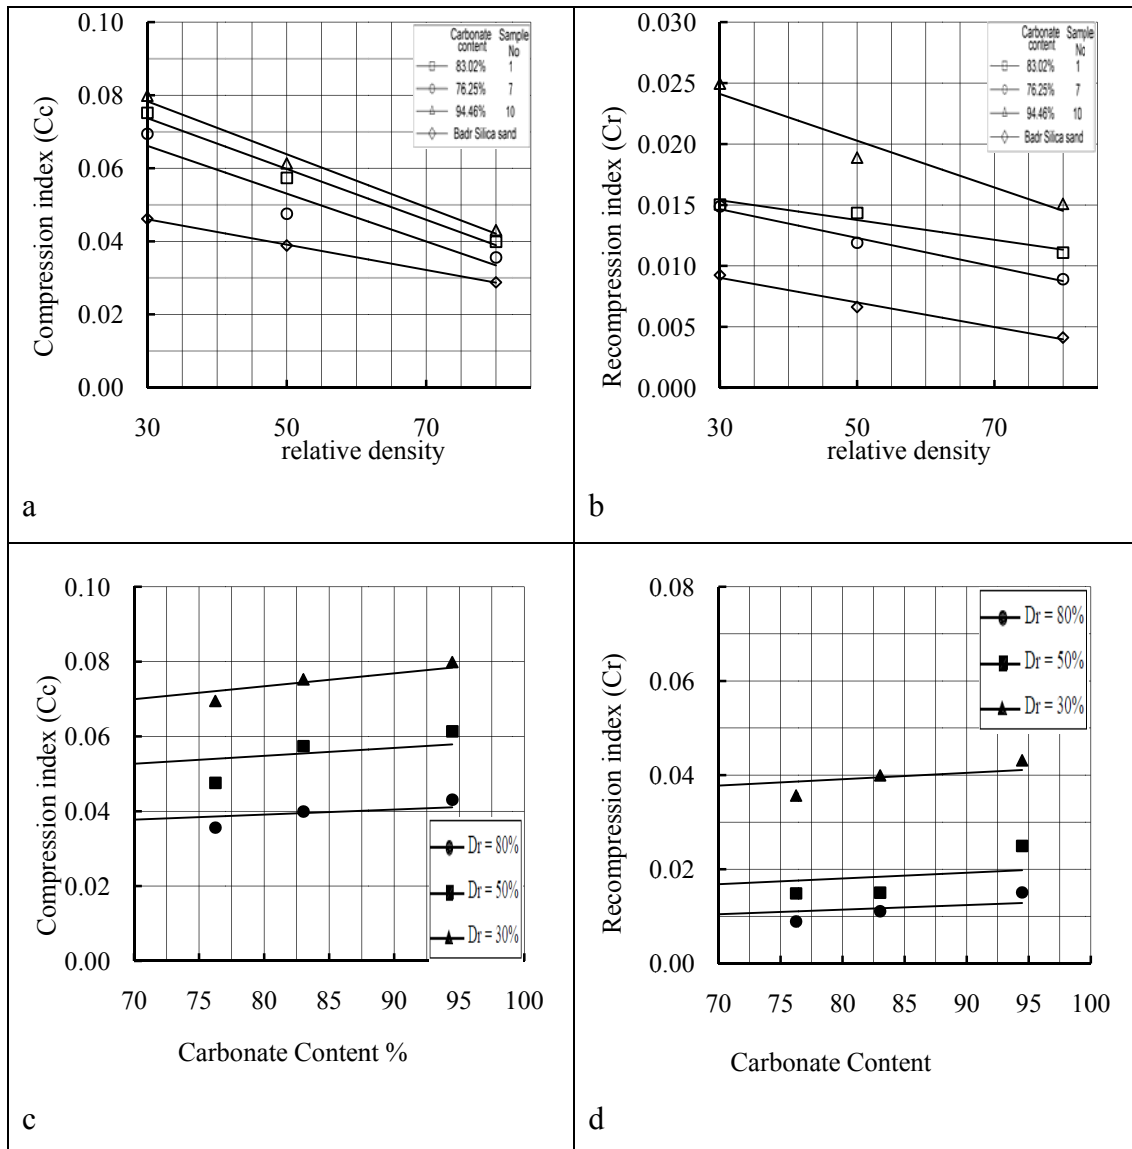 0.10
0.08
0.06
0.04
0.02
0.00
Compression index (Cc)
Carbonate content Sample No
83.02% 1
76.25% 7
94.46% 10
Badr Silica sand
30 50 70
relative density
a
0.030
0.025
0.020
0.015
0.010
0.005
0.000
Recompression index (Cr)
Carbonate content Sample No
83.02% 1
76.25% 7
94.46% 10
Badr Silica sand
30 50 70
relative density
b
0.10
0.08
0.06
0.04
0.02
0.00
Compression index (Cc)
Dr = 80%
Dr = 50%
Dr = 30%
70 75 80 85 90 95 100
Carbonate Content %
c
0.08
0.06
0.04
0.02
0.00
Recompression index (Cr)
Dr = 80%
Dr = 50%
Dr = 30%
70 75 80 85 90 95 100
Carbonate Content
d